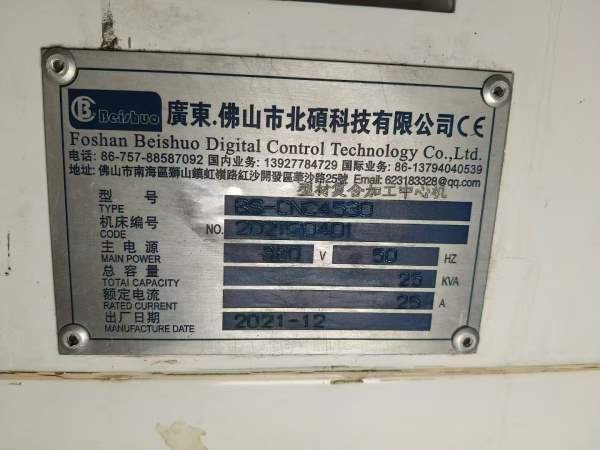 Beishuo
廣東.佛山市北碩科技有限公司 CE
Foshan Beishuo Digital Control Technology Co.,Ltd.
电话: 86-757-88587092 国内业务: 13927784729 国际业务: 86-13794040539
地址: 佛山市南海區獅山鎮虹嶺路紅沙開發區華沙路25號 Email: 623183328@qq.com
型材复合加工中心机
型 号 BS-CNC4530
TYPE
机床编号
CODE NO.
主 电 源 380 V 50 HZ
MAIN POWER
总 容 量 25 KVA
TOTAI CAPACITY
额定电流 25 A
RATED CURRENT
出厂日期 2021-12
MANUFACTURE DATE